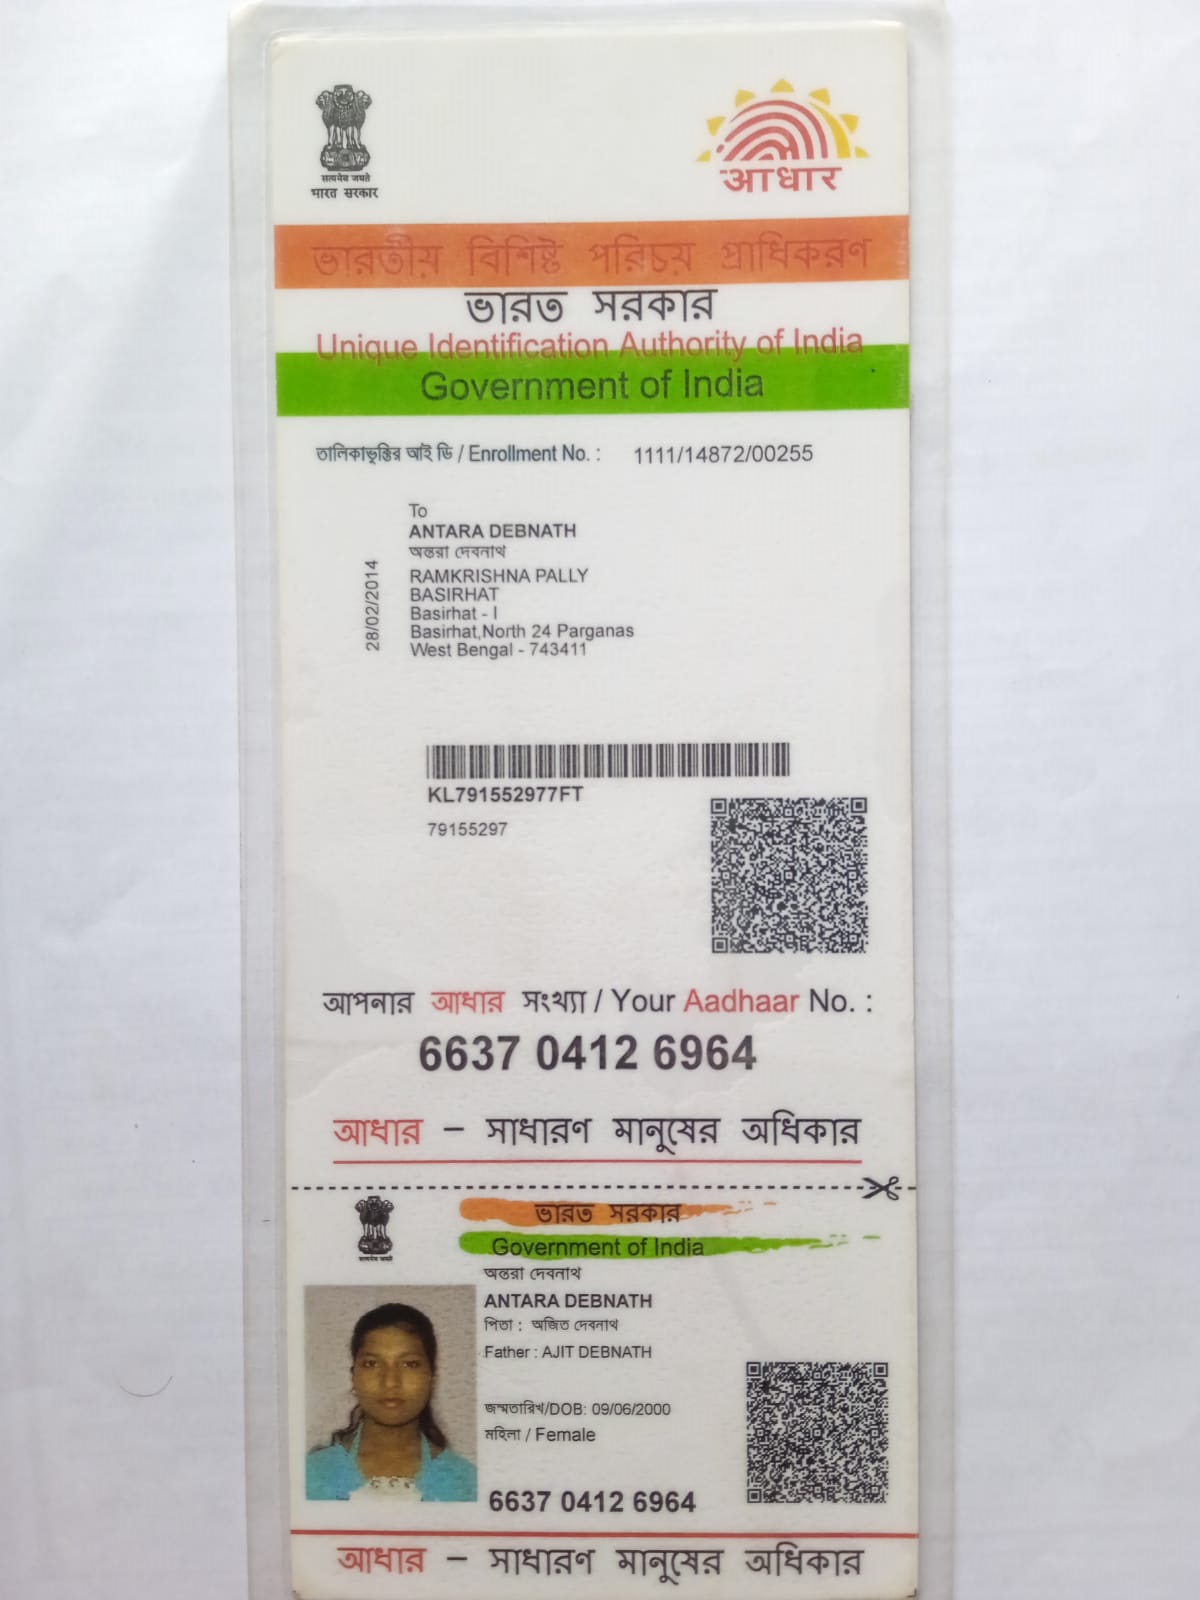 सत्यमेव जयते
भारत सरकार
आधार
ভারতীয় বিশিষ্ট পরিচয় প্রাধিকরণ
ভারত সরকার
Unique Identification Authority of India
Government of India
তালিকাভুক্তির আই ডি / Enrollment No. : 1111/14872/00255
28/02/2014
To
ANTARA DEBNATH
অন্তরা দেবনাথ
RAMKRISHNA PALLY
BASIRHAT
Basirhat - I
Basirhat,North 24 Parganas
West Bengal - 743411
KL791552977FT
79155297
আপনার আধার সংখ্যা / Your Aadhaar No. :
6637 0412 6964
আধার – সাধারণ মানুষের অধিকার
सत्यमेव जयते
ভারত সরকার
Government of India
অন্তরা দেবনাথ
ANTARA DEBNATH
পিতা : অজিত দেবনাথ
Father : AJIT DEBNATH
জন্মতারিখ/DOB: 09/06/2000
মহিলা / Female
6637 0412 6964
আধার – সাধারণ মানুষের অধিকার